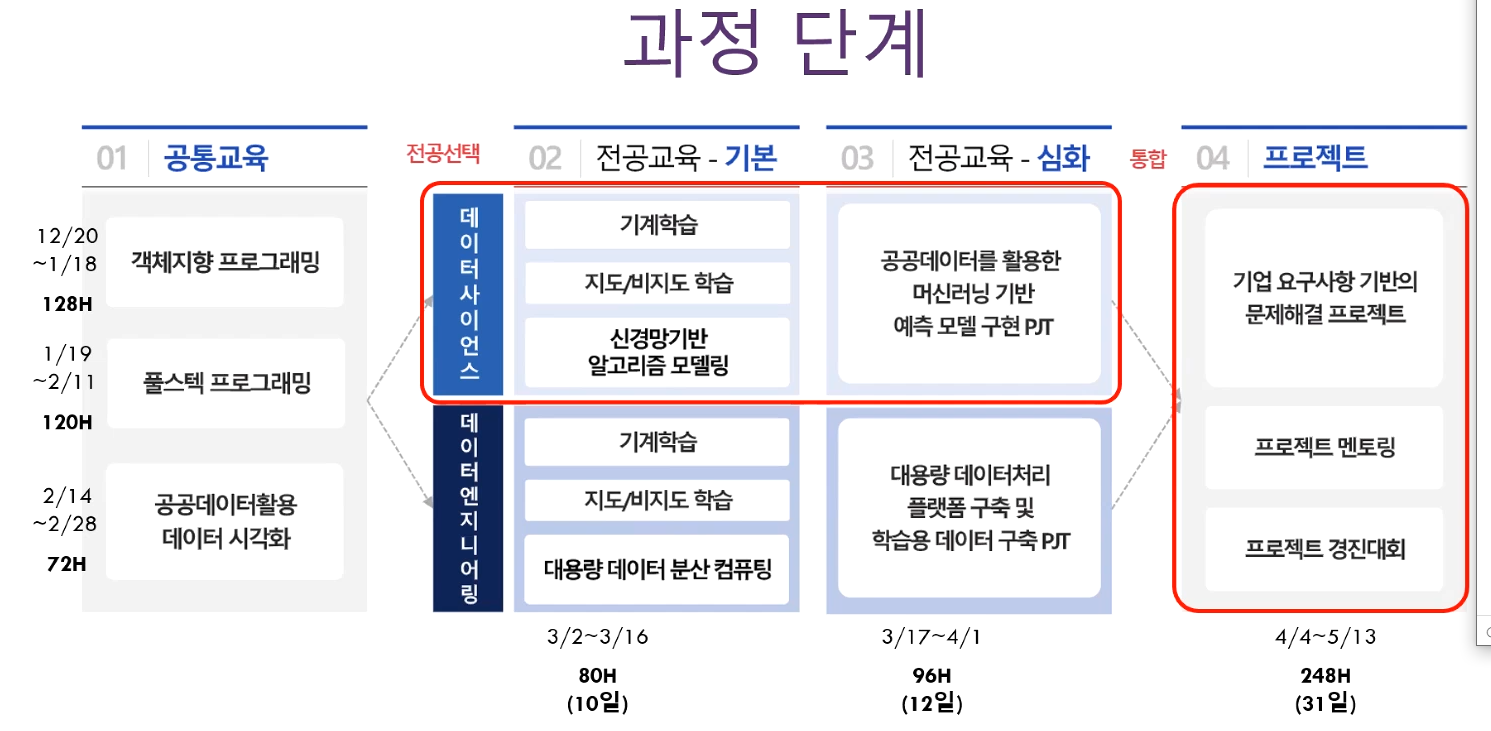 과정 단계
01 공통교육
12/20
~1/18
128H
객체지향 프로그래밍
1/19
~2/11
120H
풀스텍 프로그래밍
2/14
~2/28
72H
공공데이터활용
데이터 시각화
전공선택
02 전공교육 - 기본
03 전공교육 - 심화
통합
04 프로젝트
데이터사이언스
기계학습
지도/비지도 학습
신경망기반
알고리즘 모델링
공공데이터를 활용한
머신러닝 기반
예측 모델 구현 PJT
데이터엔지니어링
기계학습
지도/비지도 학습
대용량 데이터 분산 컴퓨팅
대용량 데이터처리
플랫폼 구축 및
학습용 데이터 구축 PJT
기업 요구사항 기반의
문제해결 프로젝트
프로젝트 멘토링
프로젝트 경진대회
3/2~3/16
80H
(10일)
3/17~4/1
96H
(12일)
4/4~5/13
248H
(31일)